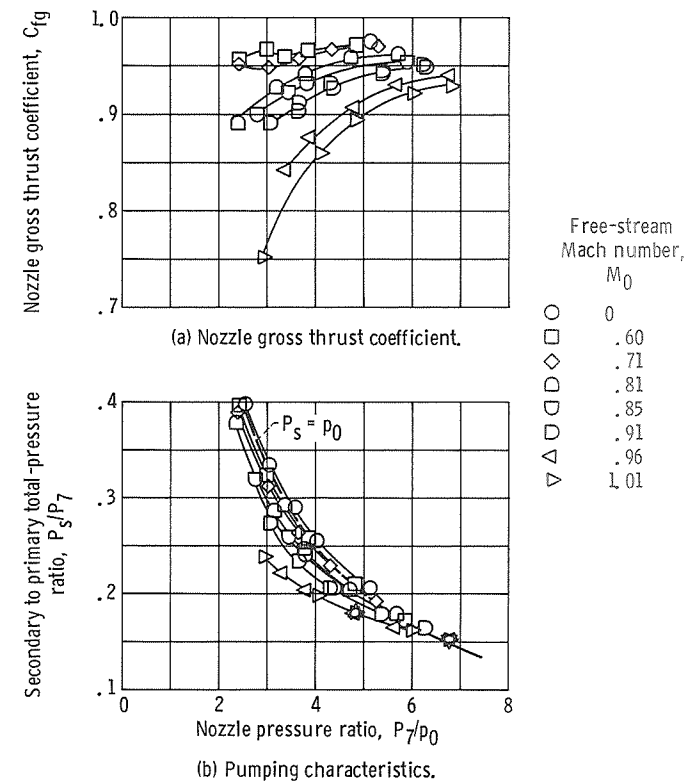 Nozzle gross thrust coefficient, Cfg
1.0
.9
.8
.7
(a) Nozzle gross thrust coefficient.
Free-stream
Mach number,
M0
0
.60
.71
.81
.85
.91
.96
1.01
Secondary to primary total-pressure
ratio, Ps/P7
.4
.3
.2
.1
Ps = p0
0 2 4 6 8
Nozzle pressure ratio, P7/p0
(b) Pumping characteristics.